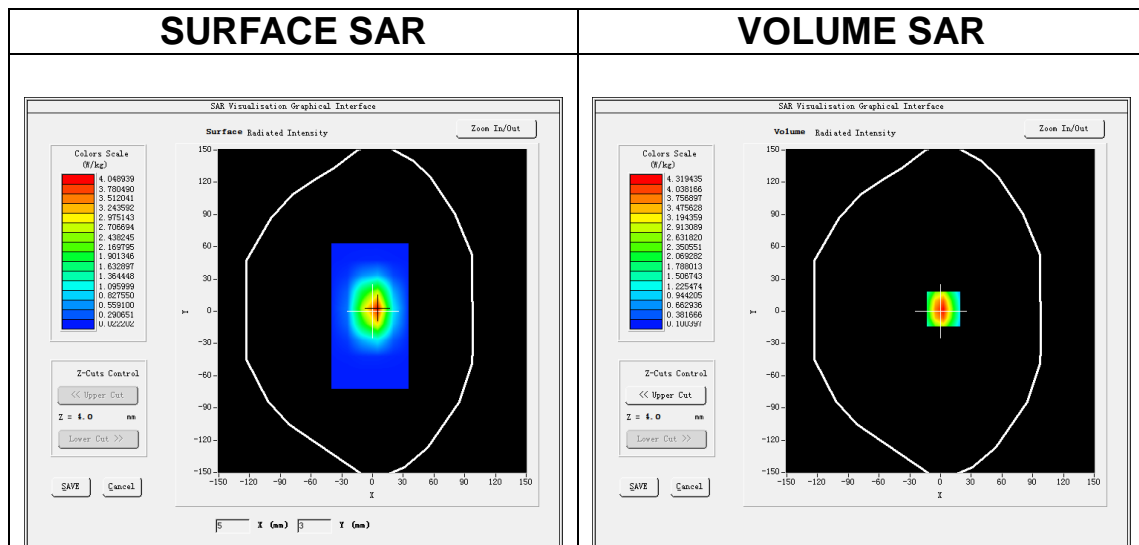 SURFACE SAR
VOLUME SAR
SAR Visualisation Graphical Interface
Surface Radiated Intensity
Zoom In/Out
Colors Scale
(W/kg)
4.048939
3.780490
3.512041
3.243592
2.975143
2.706694
2.438245
2.169795
1.901346
1.632897
1.364448
1.095999
0.827550
0.559100
0.290651
0.022202
150
120
90
60
30
0
-30
-60
-90
-120
-150
Y
-150 -120 -90 -60 -30 0 30 60 90 120 150
X
Z-Cuts Control
<< Upper Cut
Z = 4.0 mm
Lower Cut >>
SAVE Cancel
5 X (mm) 3 Y (mm)
SAR Visualisation Graphical Interface
Volume Radiated Intensity
Zoom In/Out
Colors Scale
(W/kg)
4.319435
4.038166
3.756897
3.475628
3.194359
2.913089
2.631820
2.350551
2.069282
1.788013
1.506743
1.225474
0.944205
0.662936
0.381666
0.100397
150
120
90
60
30
0
-30
-60
-90
-120
-150
Y
-150 -120 -90 -60 -30 0 30 60 90 120 150
X
Z-Cuts Control
<< Upper Cut
Z = 4.0 mm
Lower Cut >>
SAVE Cancel